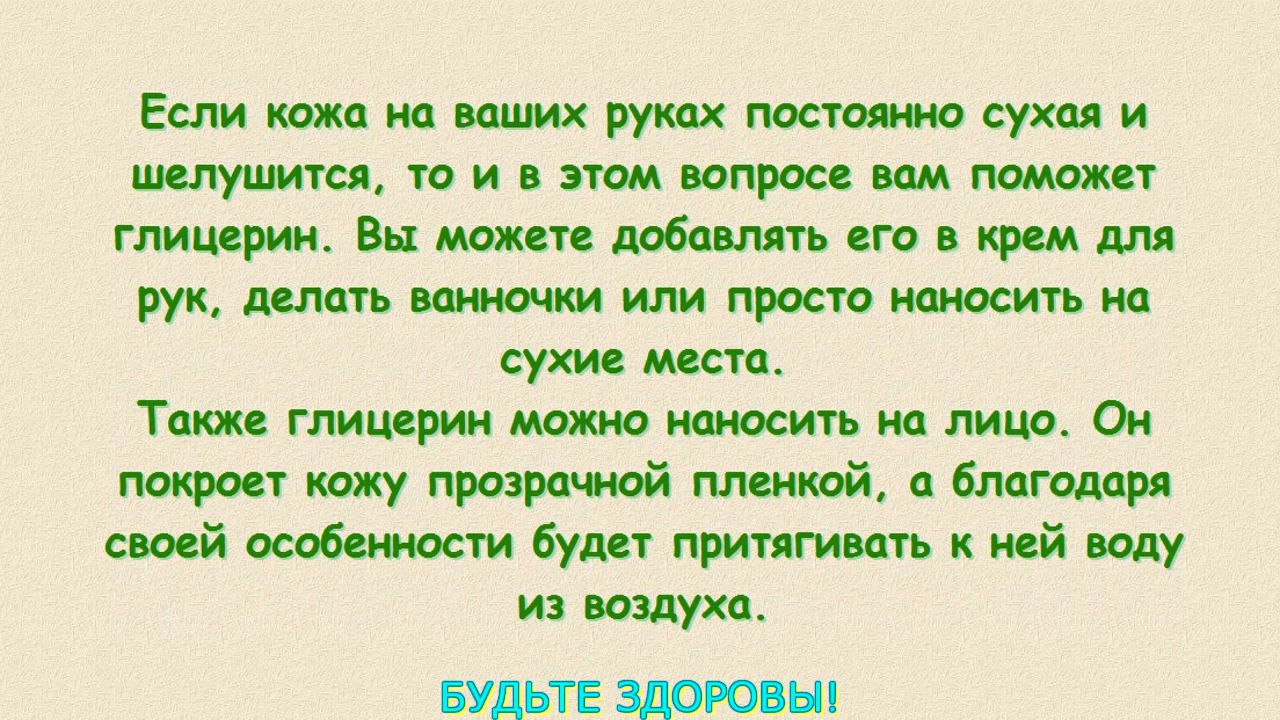 Если кожа на ваших руках постоянно сухая и
шелушится, то и в этом вопросе вам поможет
глицерин. Вы можете добавлять его в крем для
рук, делать ванночки или просто наносить на
сухие места.
Также глицерин можно наносить на лицо. Он
покроет кожу прозрачной пленкой, а благодаря
своей особенности будет притягивать к ней воду
из воздуха.
БУДЬТЕ ЗДОРОВЫ!